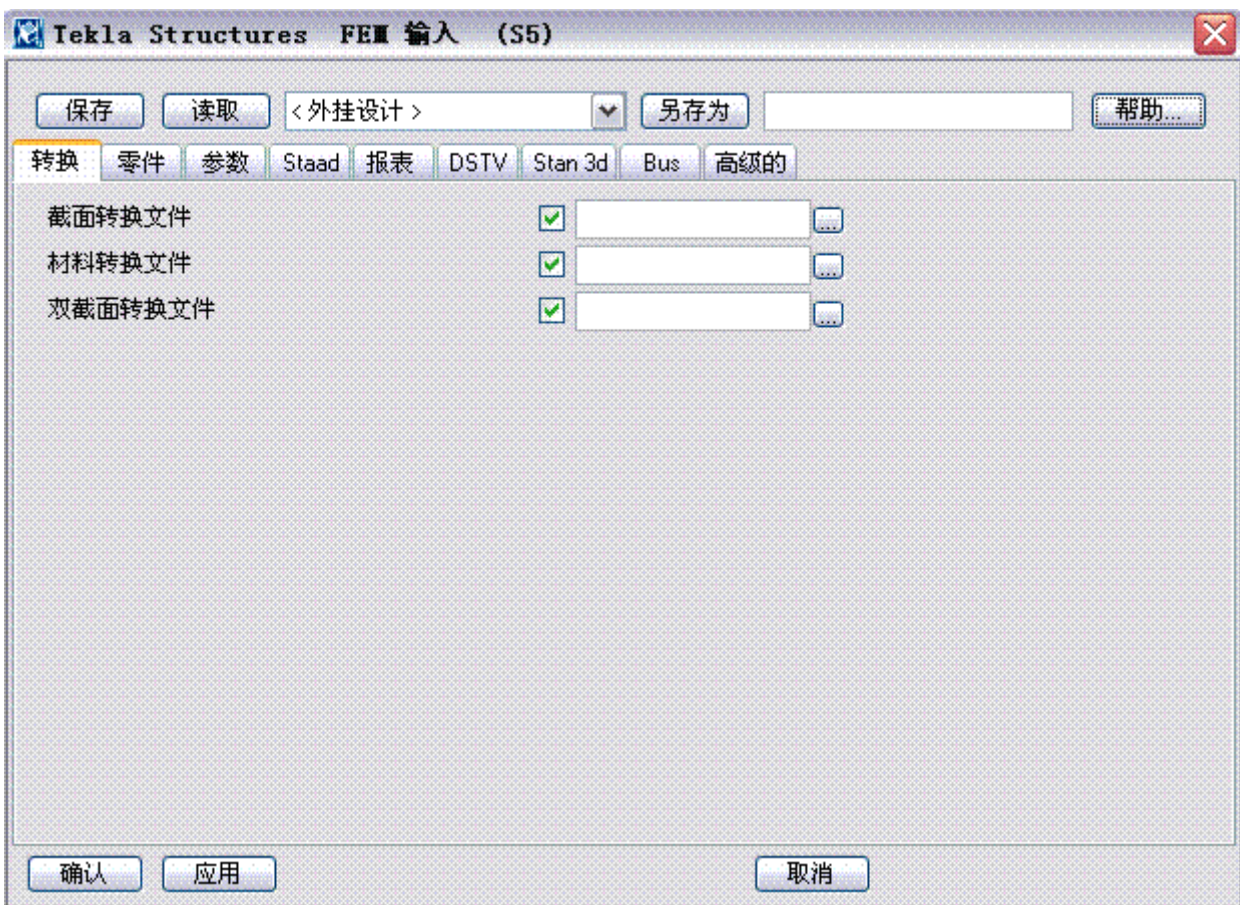 Tekla Structures FEM 输入 (S5)
保存 读取 <外挂设计> 另存为 帮助...
转换 零件 参数 Staad 报表 DSTV Stan 3d Bus 高级的
截面转换文件 ...
材料转换文件 ...
双截面转换文件 ...
确认 应用 取消